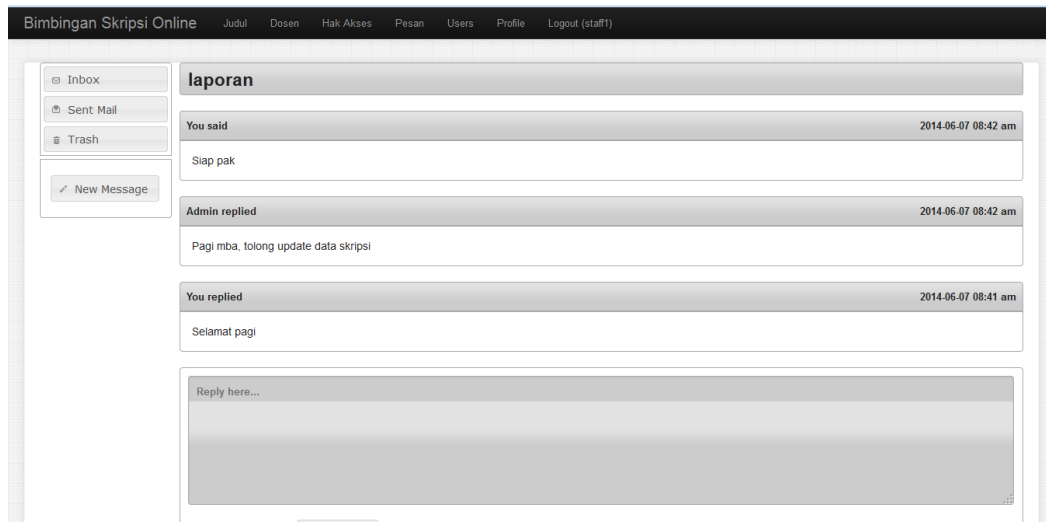 Bimbingan Skripsi Online Judul Dosen Hak Akses Pesan Users Profile Logout (staff1)
Inbox
Sent Mail
Trash
New Message
laporan
You said 2014-06-07 08:42 am
Siap pak
Admin replied 2014-06-07 08:42 am
Pagi mba, tolong update data skripsi
You replied 2014-06-07 08:41 am
Selamat pagi
Reply here...